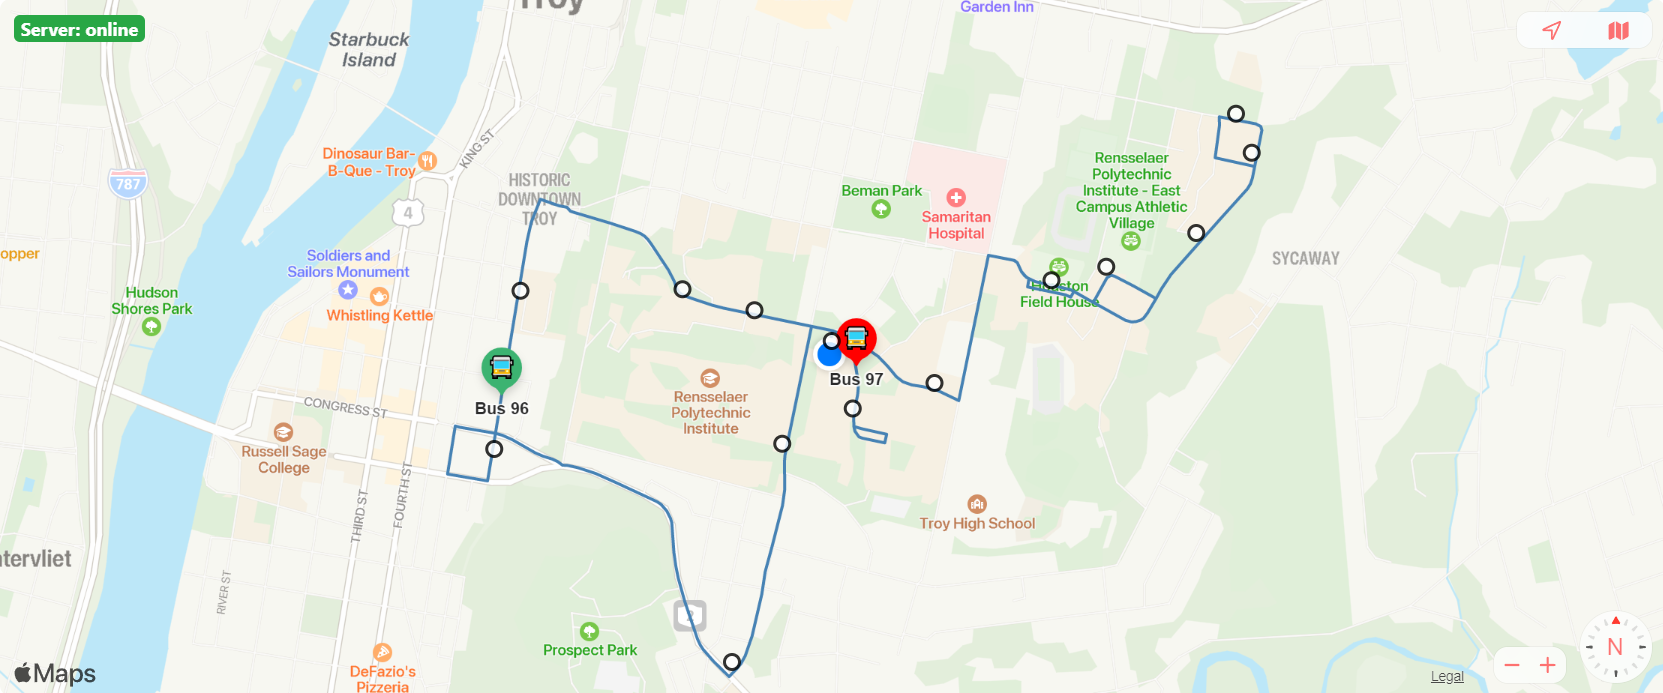 Server: online
Troy
Garden Inn
Starbuck
Island
Dinosaur Bar-
B-Que - Troy
KING ST
787
4
HISTORIC
DOWNTOWN
TROY
Beman Park
Samaritan
Hospital
Rensselaer
Polytechnic
Institute - East
Campus Athletic
Village
SYCAWAY
Soldiers and
Sailors Monument
Hudson
Shores Park
Whistling Kettle
Houston
Field House
Bus 96
Bus 97
CONGRESS ST
Rensselaer
Polytechnic
Institute
Russell Sage
College
THIRD ST
FOURTH ST
Troy High School
RIVER ST
Prospect Park
DeFazio's
Pizzeria
Maps
Legal
N